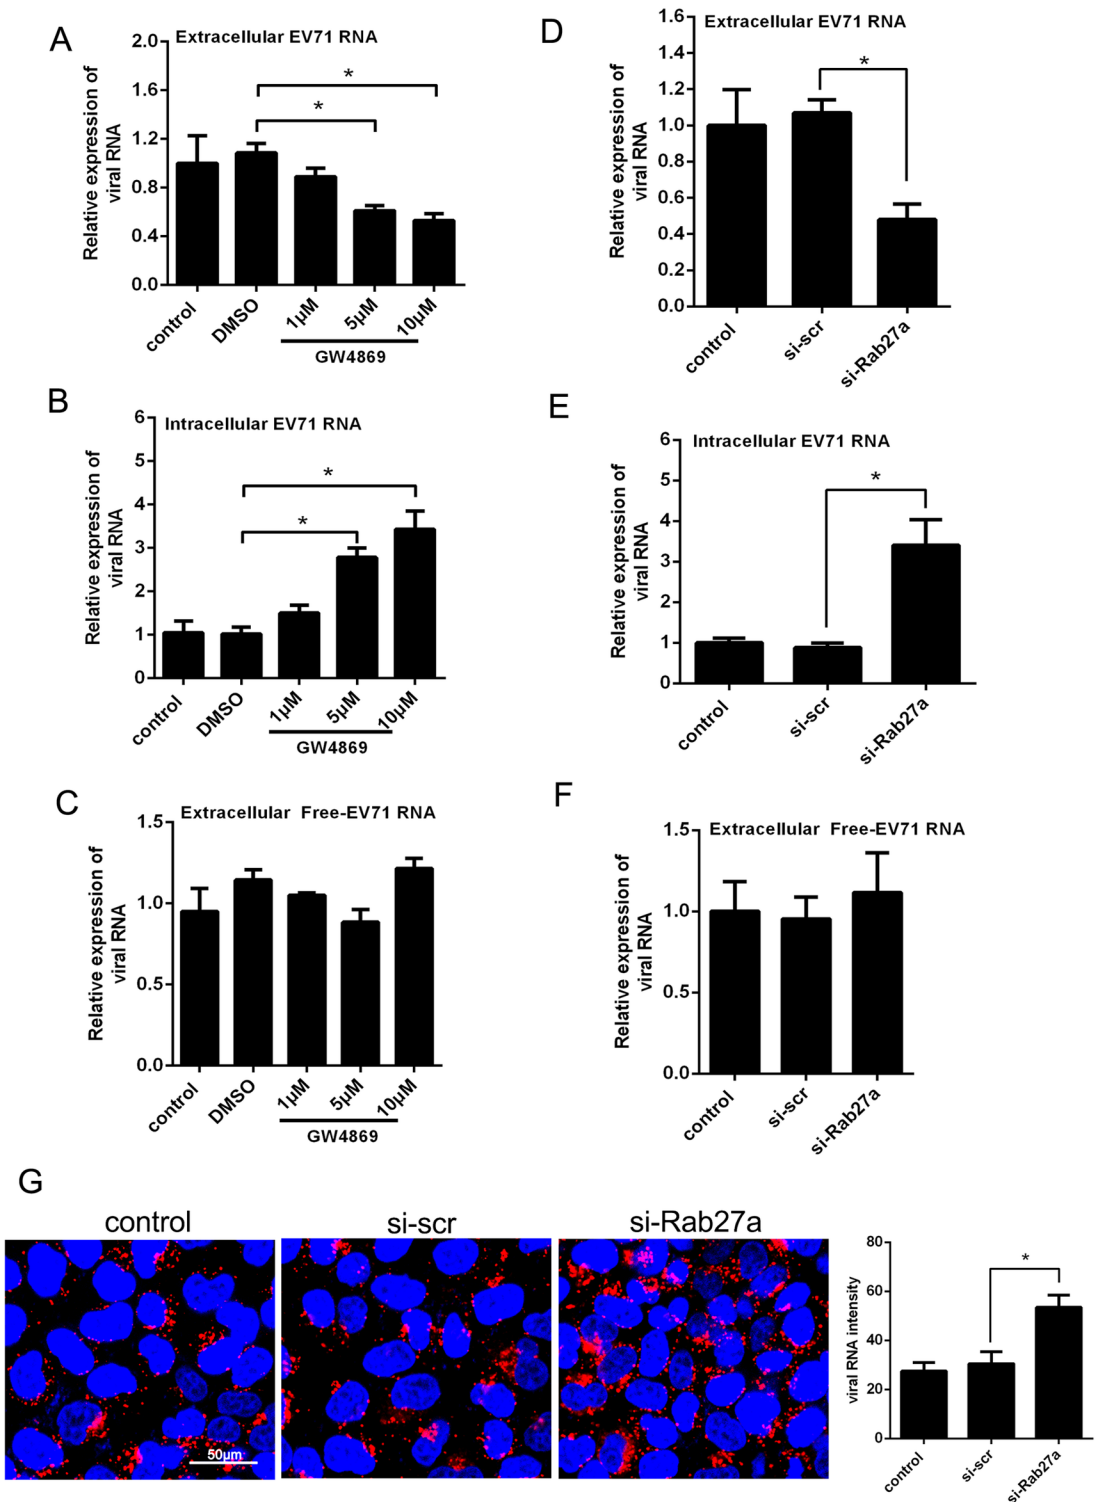 A
Extracellular EV71 RNA
Relative expression of
viral RNA
2.0
1.6
1.2
0.8
0.4
0.0
*
*
control
DMSO
1μM
5μM
10μM
GW4869
D
Extracellular EV71 RNA
Relative expression of
viral RNA
1.6
1.4
1.2
1.0
0.8
0.6
0.4
0.2
0.0
*
control
si-scr
si-Rab27a
B
Intracellular EV71 RNA
Relative expression of
viral RNA
6
5
4
3
2
1
0
*
*
control
DMSO
1μM
5μM
10μM
GW4869
E
Intracellular EV71 RNA
Relative expression of
viral RNA
6
5
4
3
2
1
0
*
control
si-scr
si-Rab27a
C
Extracellular Free-EV71 RNA
Relative expression of
viral RNA
1.5
1.0
0.5
0.0
control
DMSO
1μM
5μM
10μM
GW4869
F
Extracellular Free-EV71 RNA
Relative expression of
viral RNA
1.5
1.0
0.5
0.0
control
si-scr
si-Rab27a
G
control
si-scr
si-Rab27a
50μm
viral RNA intensity
80
60
40
20
0
*
control
si-scr
si-Rab27a